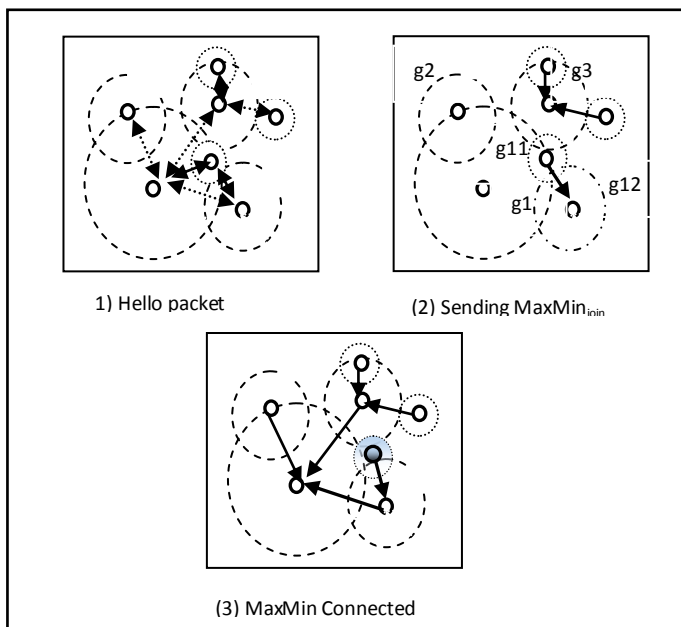 g2
g3
g11
g12
g1
1) Hello packet
(2) Sending MaxMinjoin
(3) MaxMin Connected